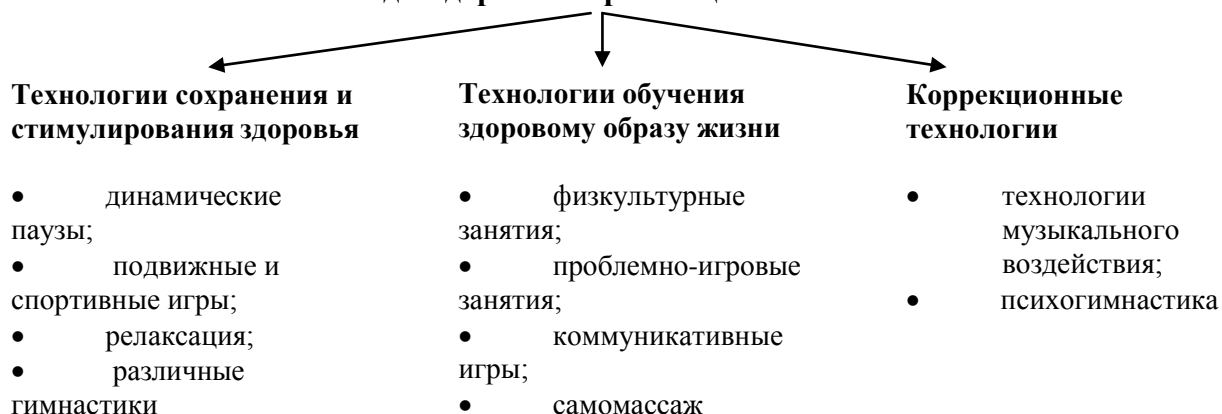 Технологии сохранения и
стимулирования здоровья
• динамические
паузы;
• подвижные и
спортивные игры;
• релаксация;
• различные
гимнастики
Технологии обучения
здоровому образу жизни
• физкультурные
занятия;
• проблемно-игровые
занятия;
• коммуникативные
игры;
• самомассаж
Коррекционные
технологии
• технологии
музыкального
воздействия;
• психогимнастика